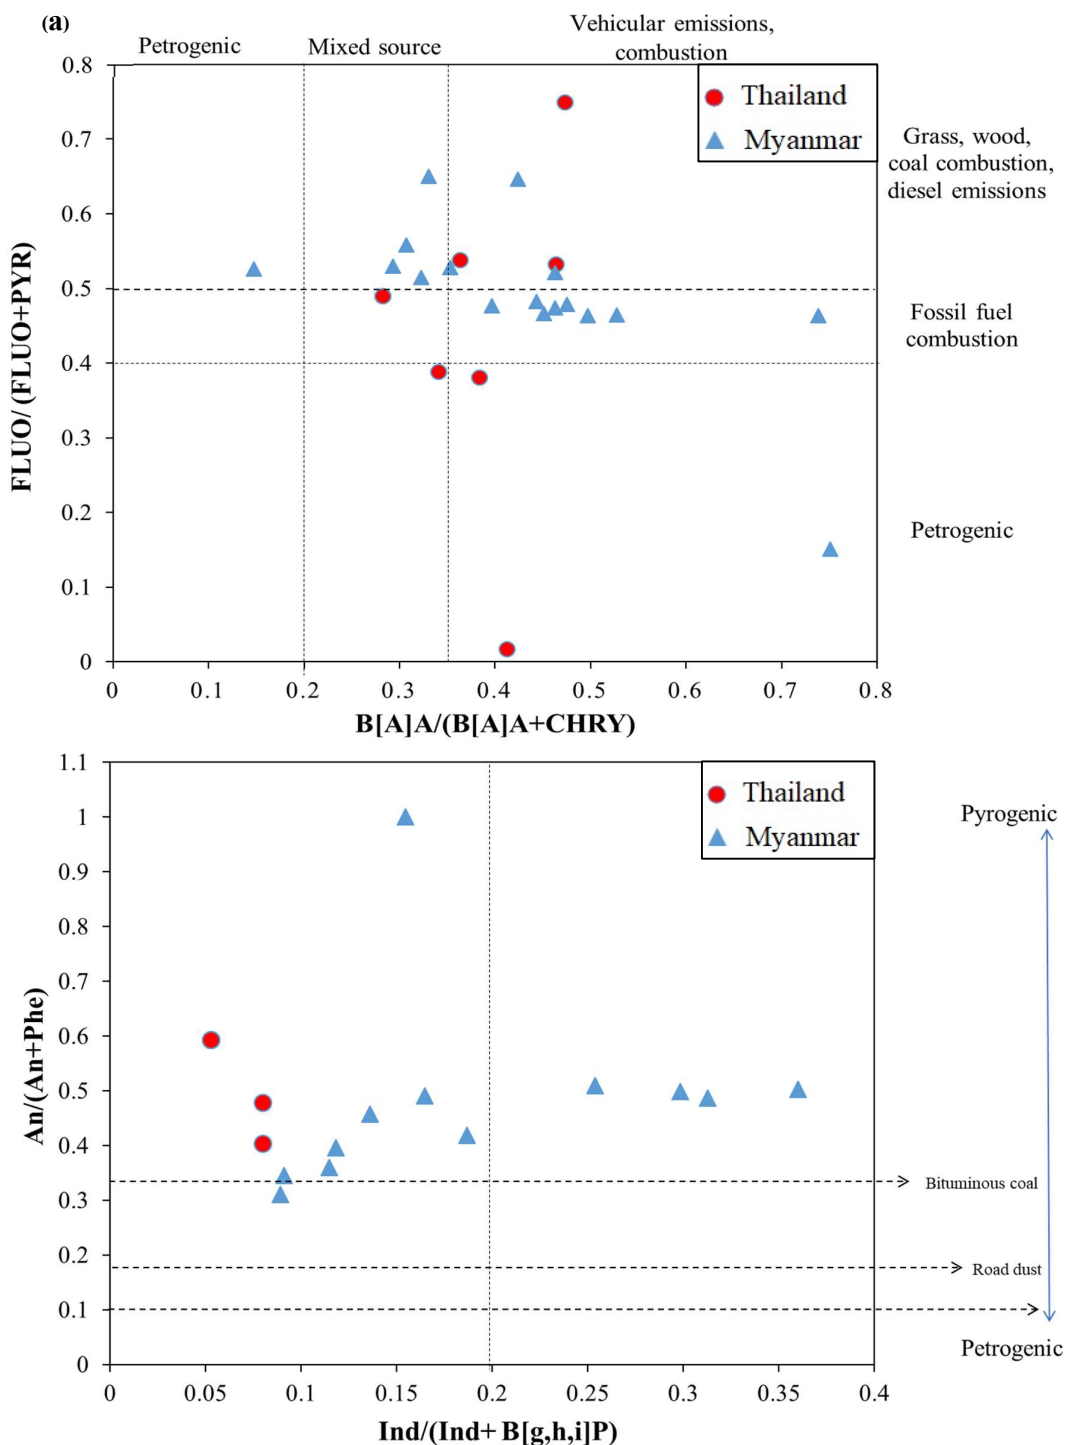 (a)
Petrogenic
Mixed source
Vehicular emissions,
combustion
0.8
0.7
0.6
0.5
0.4
0.3
0.2
0.1
0
FLUO/ (FLUO+PYR)
Thailand
Myanmar
Grass, wood,
coal combustion,
diesel emissions
Fossil fuel
combustion
Petrogenic
0
0.1
0.2
0.3
0.4
0.5
0.6
0.7
0.8
B[A]A/(B[A]A+CHRY)
1.1
1
0.9
0.8
0.7
0.6
0.5
0.4
0.3
0.2
0.1
0
An/(An+Phe)
Thailand
Myanmar
Pyrogenic
Bituminous coal
Road dust
Petrogenic
0
0.05
0.1
0.15
0.2
0.25
0.3
0.35
0.4
Ind/(Ind+ B[g,h,i]P)